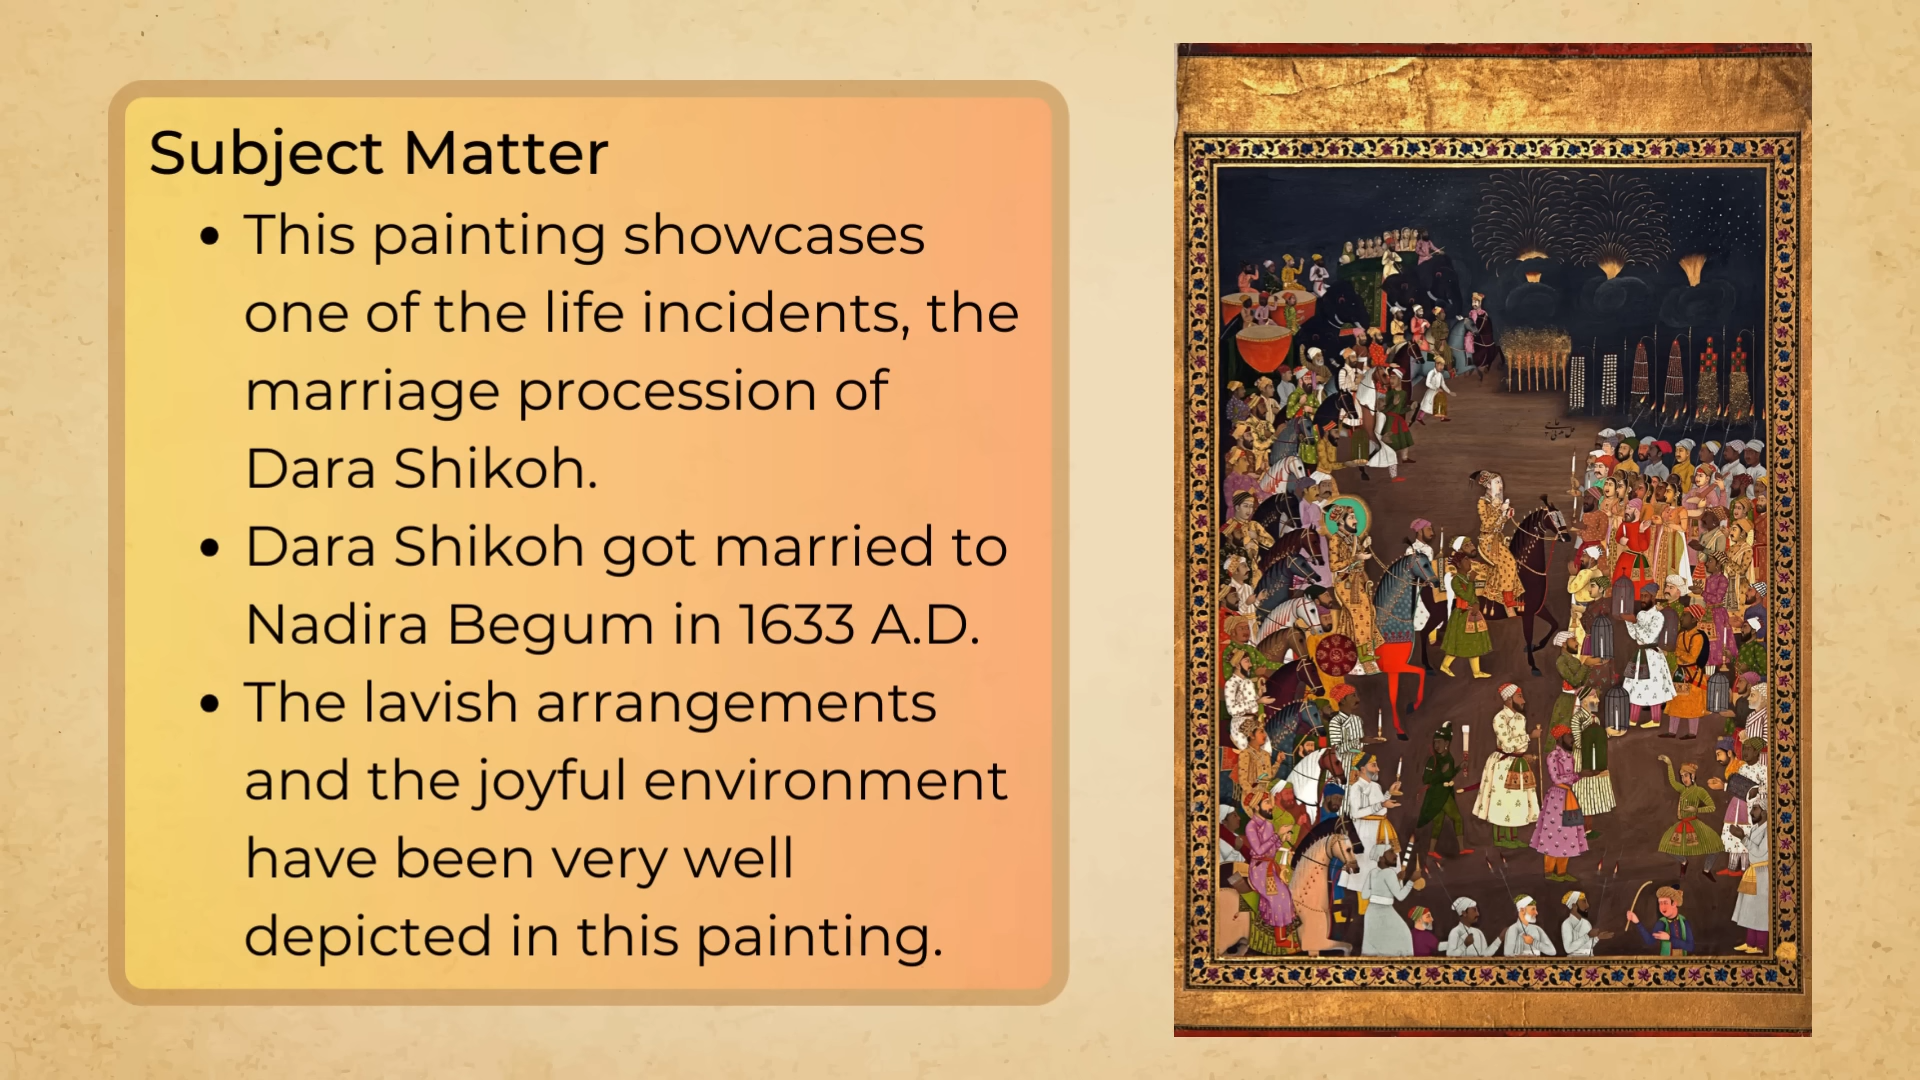 Subject Matter
• This painting showcases
one of the life incidents, the
marriage procession of
Dara Shikoh.
• Dara Shikoh got married to
Nadira Begum in 1633 A.D.
• The lavish arrangements
and the joyful environment
have been very well
depicted in this painting.